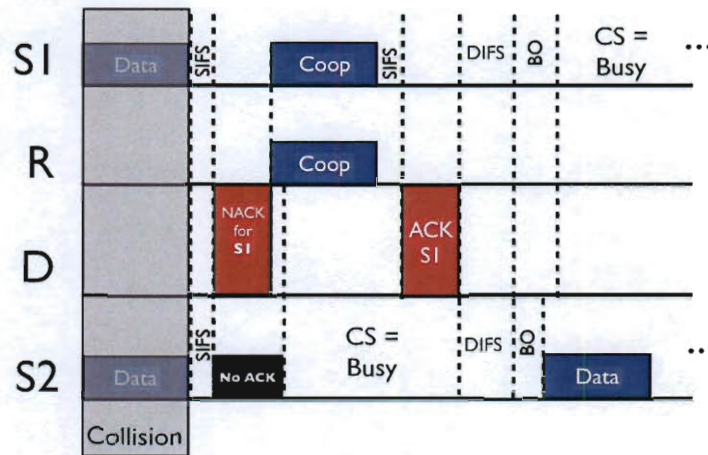 S1 Data SIFS Coop SIFS DIFS BO CS = Busy ...
R Coop
D NACK for S1 ACK S1
S2 Data SIFS No ACK CS = Busy DIFS BO Data ...
Collision